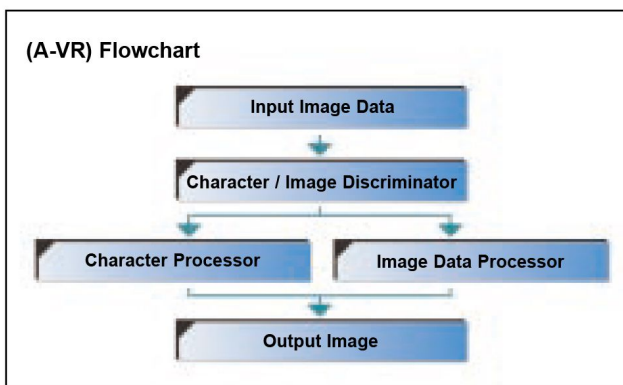 (A-VR) Flowchart
Input Image Data
Character / Image Discriminator
Character Processor
Image Data Processor
Output Image